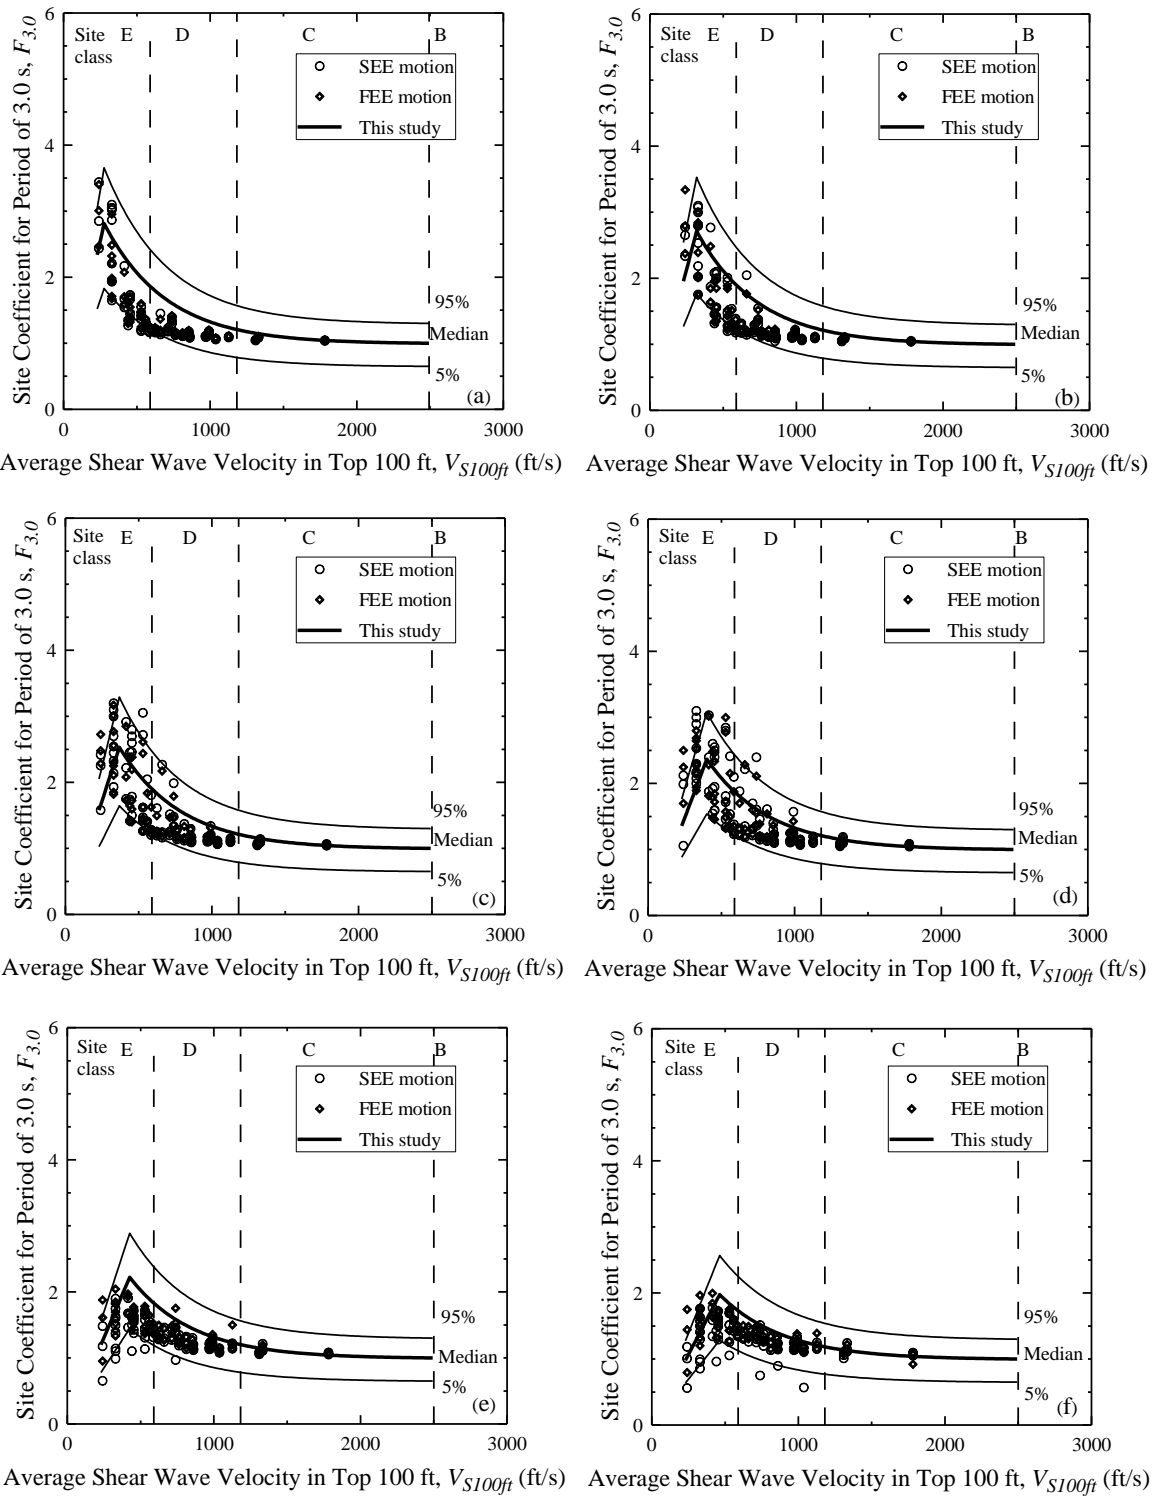 Site Coefficient for Period of 3.0 s, F3.0
6
4
2
0
Site class E D C B
SEE motion
FEE motion
This study
95%
Median
5%
(a)
0 1000 2000 3000
Average Shear Wave Velocity in Top 100 ft, VS100ft (ft/s)
Site Coefficient for Period of 3.0 s, F3.0
6
4
2
0
Site class E D C B
SEE motion
FEE motion
This study
95%
Median
5%
(b)
0 1000 2000 3000
Average Shear Wave Velocity in Top 100 ft, VS100ft (ft/s)
Site Coefficient for Period of 3.0 s, F3.0
6
4
2
0
Site class E D C B
SEE motion
FEE motion
This study
95%
Median
5%
(c)
0 1000 2000 3000
Average Shear Wave Velocity in Top 100 ft, VS100ft (ft/s)
Site Coefficient for Period of 3.0 s, F3.0
6
4
2
0
Site class E D C B
SEE motion
FEE motion
This study
95%
Median
5%
(d)
0 1000 2000 3000
Average Shear Wave Velocity in Top 100 ft, VS100ft (ft/s)
Site Coefficient for Period of 3.0 s, F3.0
6
4
2
0
Site class E D C B
SEE motion
FEE motion
This study
95%
Median
5%
(e)
0 1000 2000 3000
Average Shear Wave Velocity in Top 100 ft, VS100ft (ft/s)
Site Coefficient for Period of 3.0 s, F3.0
6
4
2
0
Site class E D C B
SEE motion
FEE motion
This study
95%
Median
5%
(f)
0 1000 2000 3000
Average Shear Wave Velocity in Top 100 ft, VS100ft (ft/s)